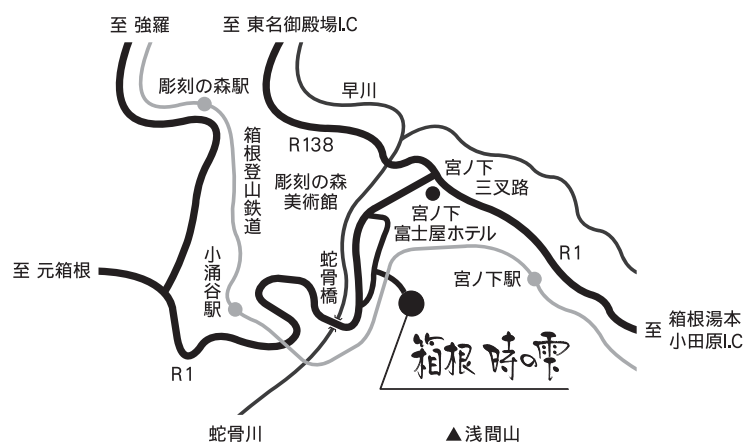 至 強羅
至 東名御殿場I.C
彫刻の森駅
早川
R138
箱根登山鉄道
彫刻の森
美術館
宮ノ下
三叉路
宮ノ下
富士屋ホテル
R1
小涌谷駅
蛇骨橋
至 元箱根
宮ノ下駅
至 箱根湯本
小田原I.C
箱根 時の雫
R1
蛇骨川
▲浅間山